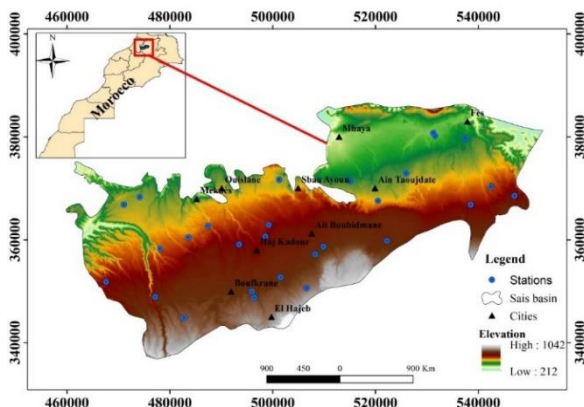 460000 480000 500000 520000 540000
400000
400000
N
Morocco
Fes
Mhaya
380000
380000
Ouislane
Sbaa Ayoun
Ain Taoujdate
Meknes
Ait Bouhidmane
360000
360000
Haj Kadour
Legend
Stations
Boufkrane
Sais basin
Cities
El Hajeb
Elevation
High : 1042
340000
340000
Low : 212
900 450 0 900 Km
460000 480000 500000 520000 540000